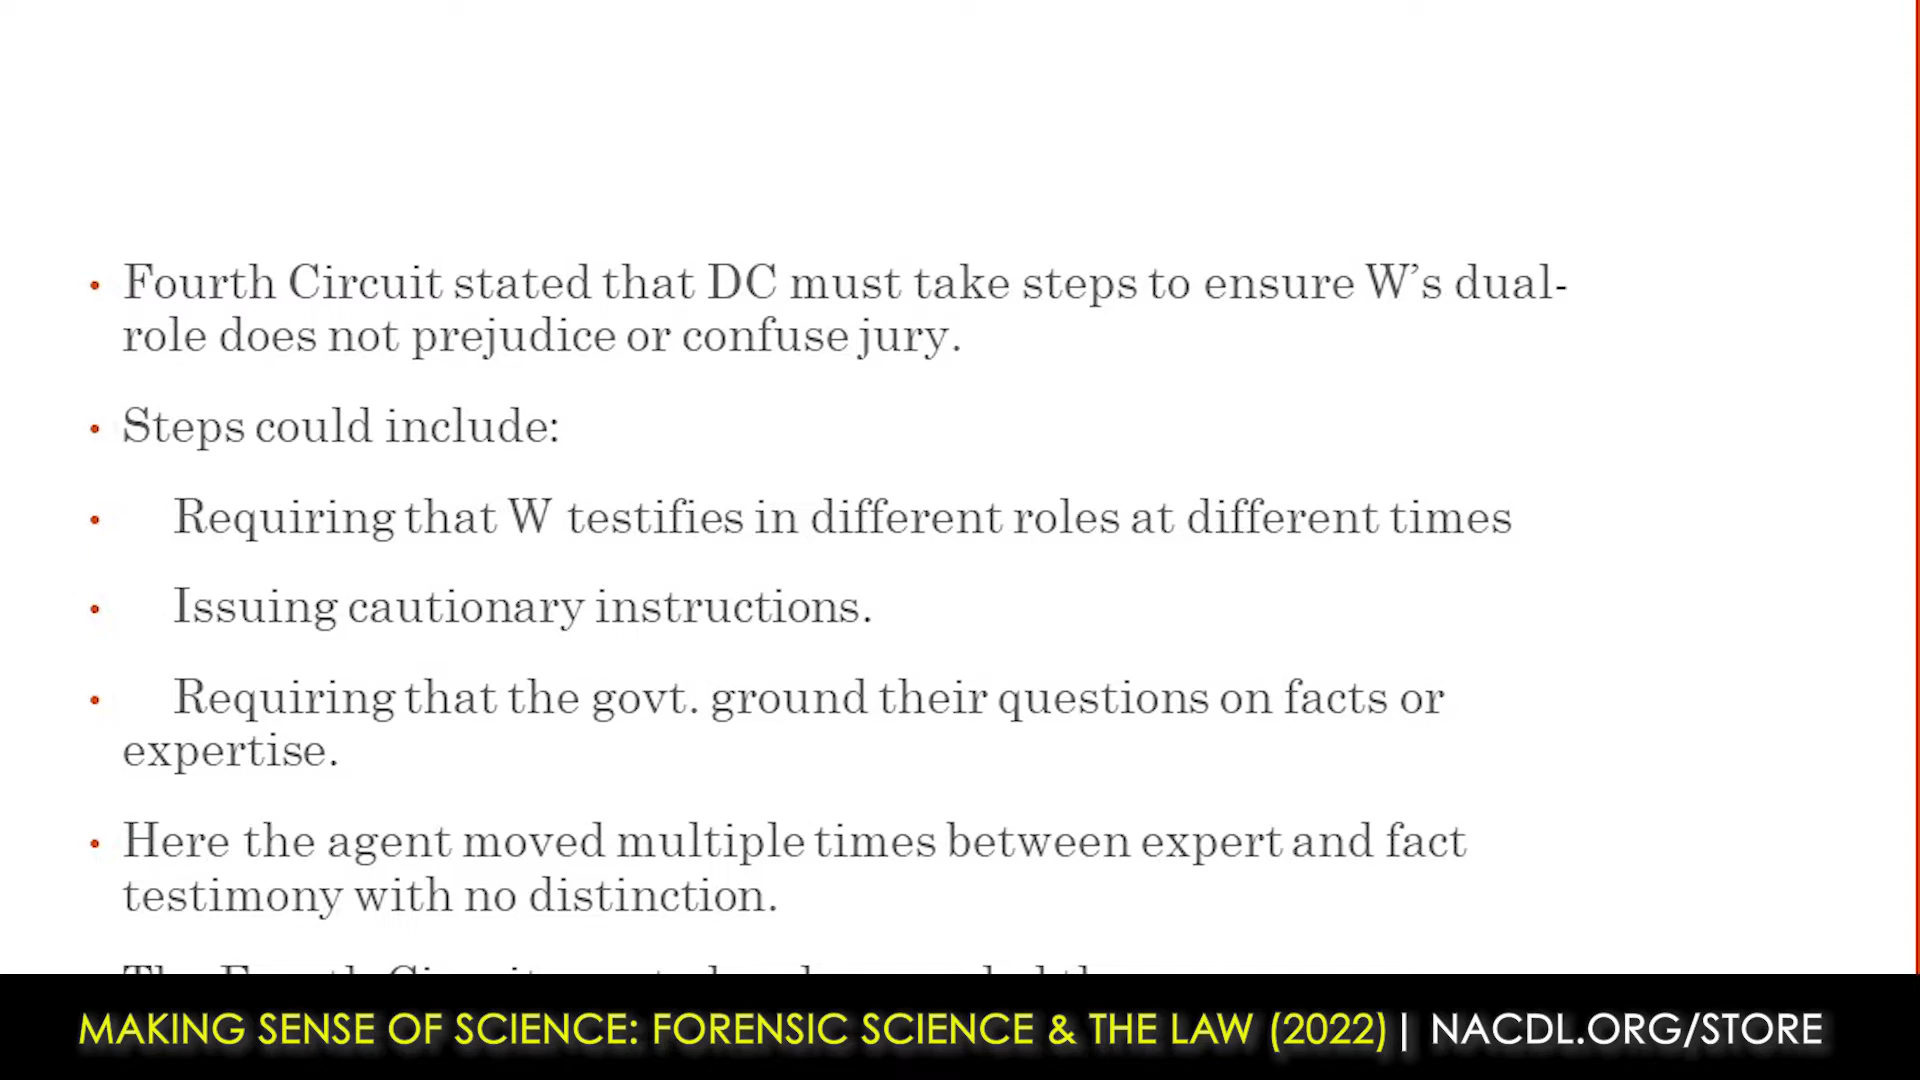 • Fourth Circuit stated that DC must take steps to ensure W's dual-
role does not prejudice or confuse jury.
• Steps could include:
• Requiring that W testifies in different roles at different times
• Issuing cautionary instructions.
• Requiring that the govt. ground their questions on facts or
expertise.
• Here the agent moved multiple times between expert and fact
testimony with no distinction.
The Fourth Circuit
MAKING SENSE OF SCIENCE: FORENSIC SCIENCE & THE LAW (2022) | NACDL.ORG/STORE